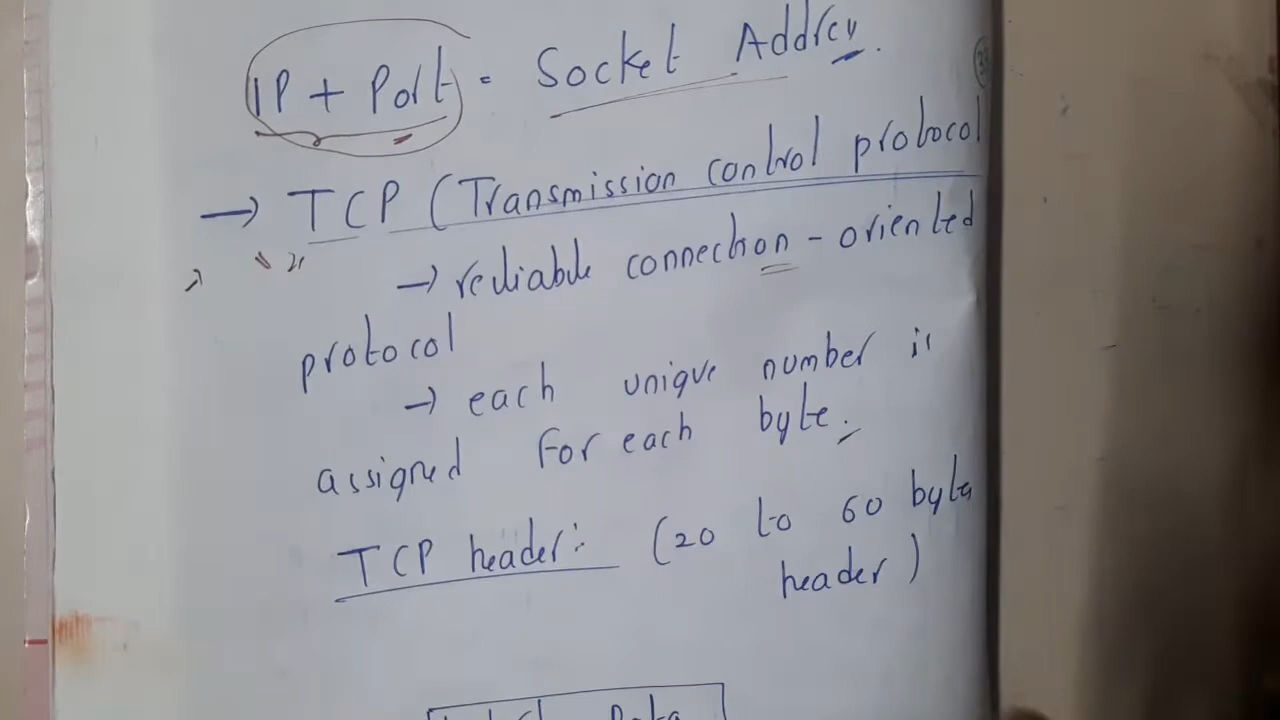 IP + Port = Socket Address.
→ TCP (Transmission control protocol
→ reliable connection - oriented
protocol
→ each unique number is
assigned for each byte.
TCP header: (20 to 60 byte
header)
Data